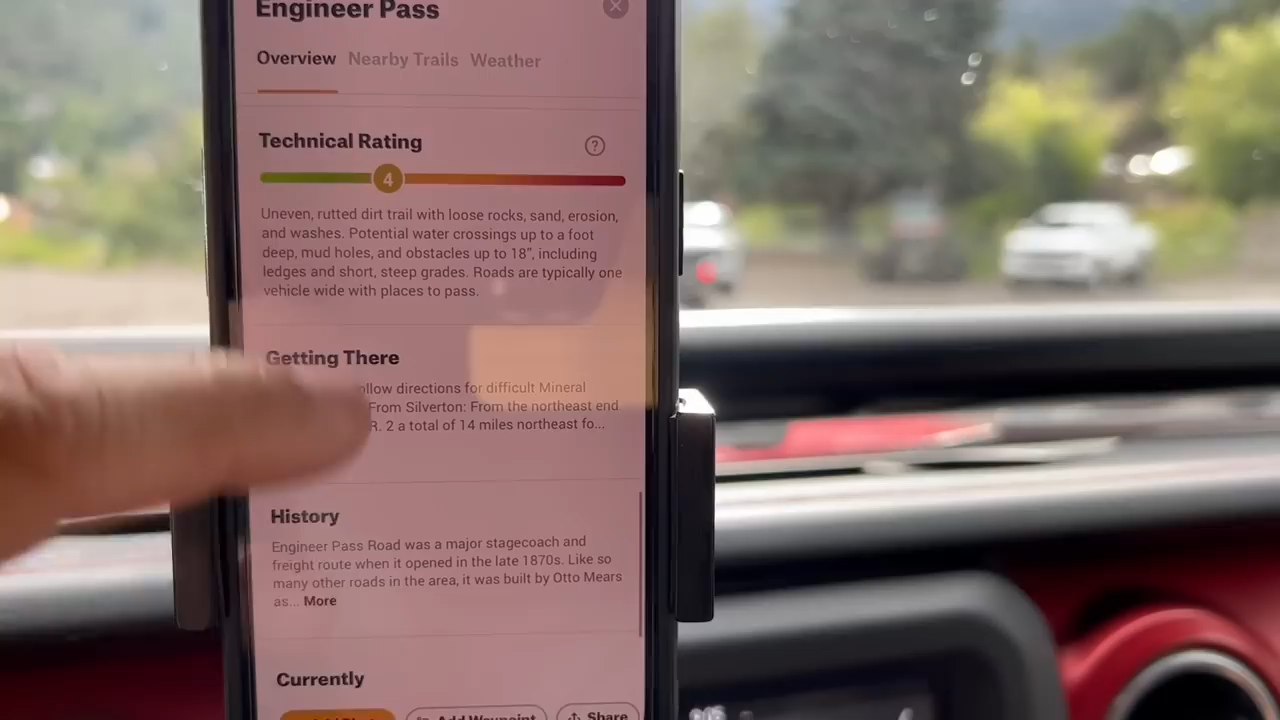 Engineer Pass
Overview Nearby Trails Weather
Technical Rating ?
4
Uneven, rutted dirt trail with loose rocks, sand, erosion,
and washes. Potential water crossings up to a foot
deep, mud holes, and obstacles up to 18", including
ledges and short, steep grades. Roads are typically one
vehicle wide with places to pass.
Getting There
directions for difficult Mineral
From Silverton: From the northeast end
R. 2 a total of 14 miles northeast fo...
History
Engineer Pass Road was a major stagecoach and
freight route when it opened in the late 1870s. Like so
many other roads in the area, it was built by Otto Mears
as... More
Currently
Add Waypoint Share